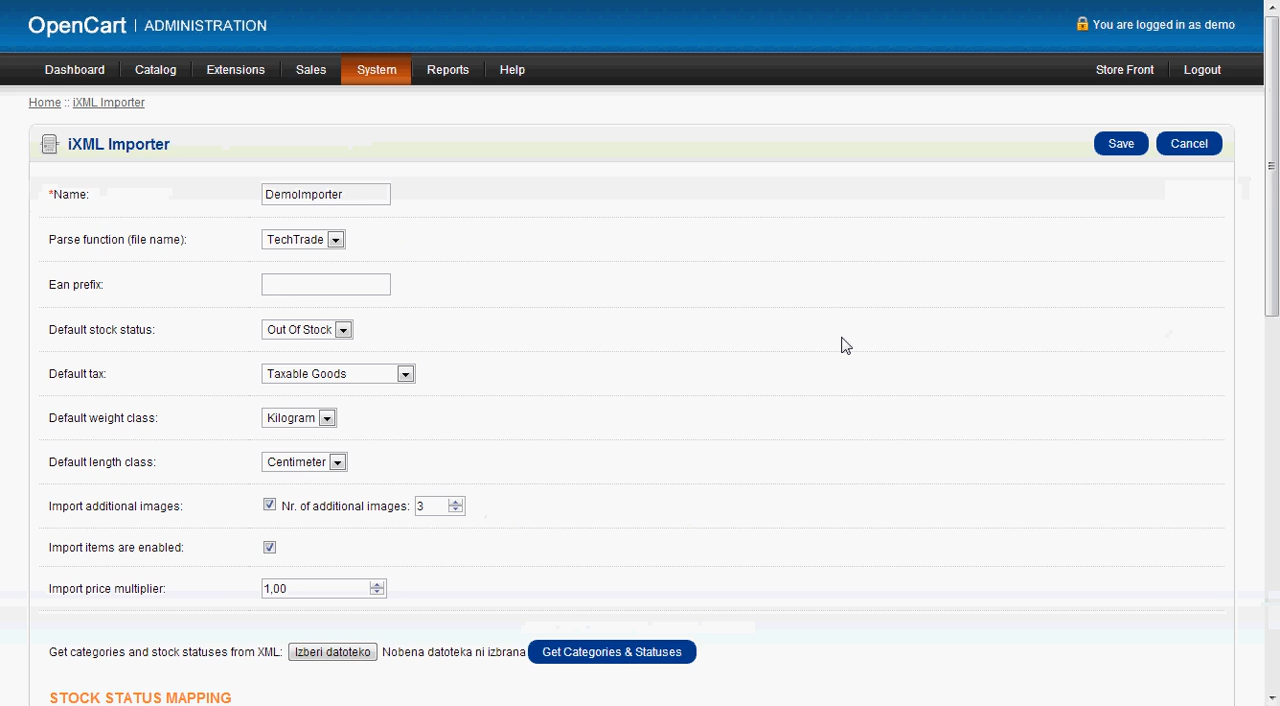 OpenCart | ADMINISTRATION
You are logged in as demo
Dashboard Catalog Extensions Sales System Reports Help Store Front Logout
Home :: iXML Importer
iXML Importer Save Cancel
*Name: DemoImporter
Parse function (file name): TechTrade
Ean prefix:
Default stock status: Out Of Stock
Default tax: Taxable Goods
Default weight class: Kilogram
Default length class: Centimeter
Import additional images: Nr. of additional images: 3
Import items are enabled:
Import price multiplier: 1,00
Get categories and stock statuses from XML: Izberi datoteko Nobena datoteka ni izbrana Get Categories & Statuses
STOCK STATUS MAPPING